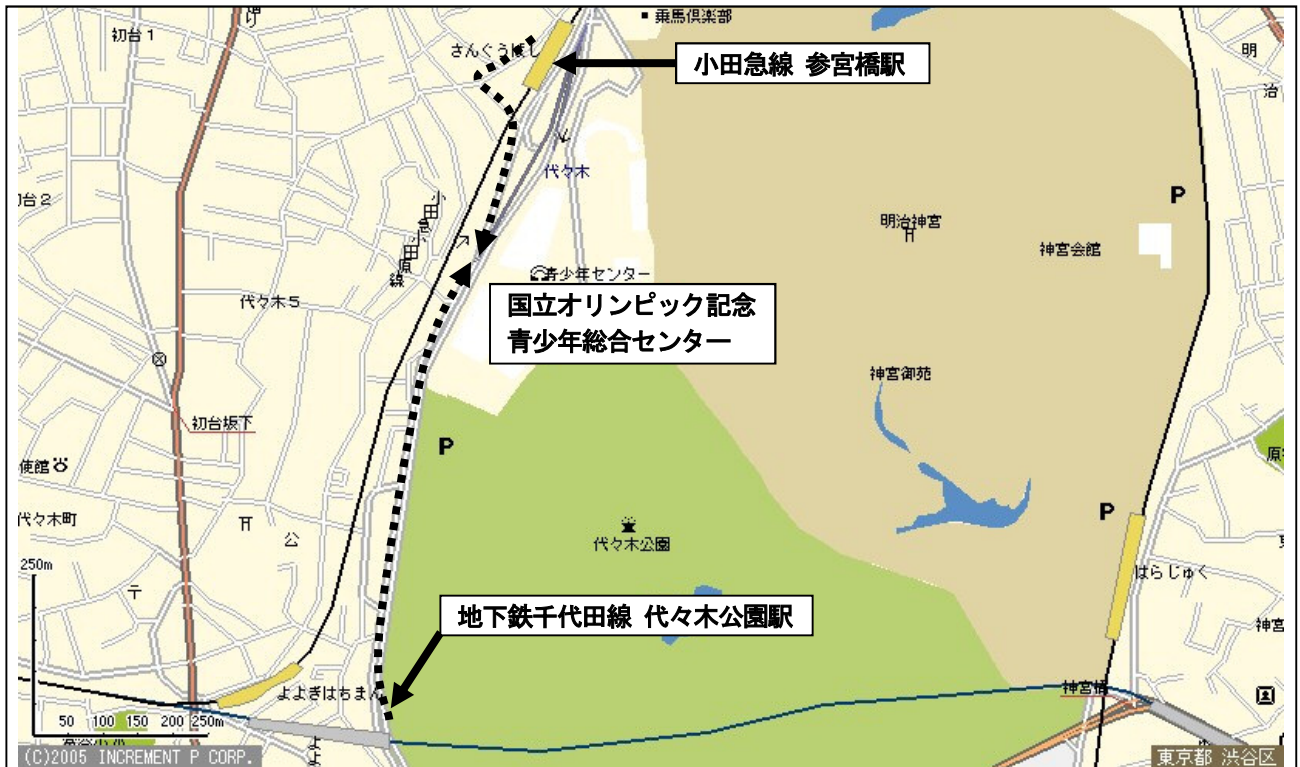 初台1
乗馬倶楽部
さんぐうばし
小田急線 参宮橋駅
明
治
代々木
初台2
小田急小田原線
明治神宮
神宮会館
P
青少年センター
代々木5
国立オリンピック記念
青少年総合センター
神宮御苑
初台坂下
P
使館
代々木町
公
P
代々木公園
250m
はらじゅく
地下鉄千代田線 代々木公園駅
神宮
よよぎはちまん
神宮橋
50 100 150 200 250m
(C)2005 INCREMENT P CORP.
東京都 渋谷区